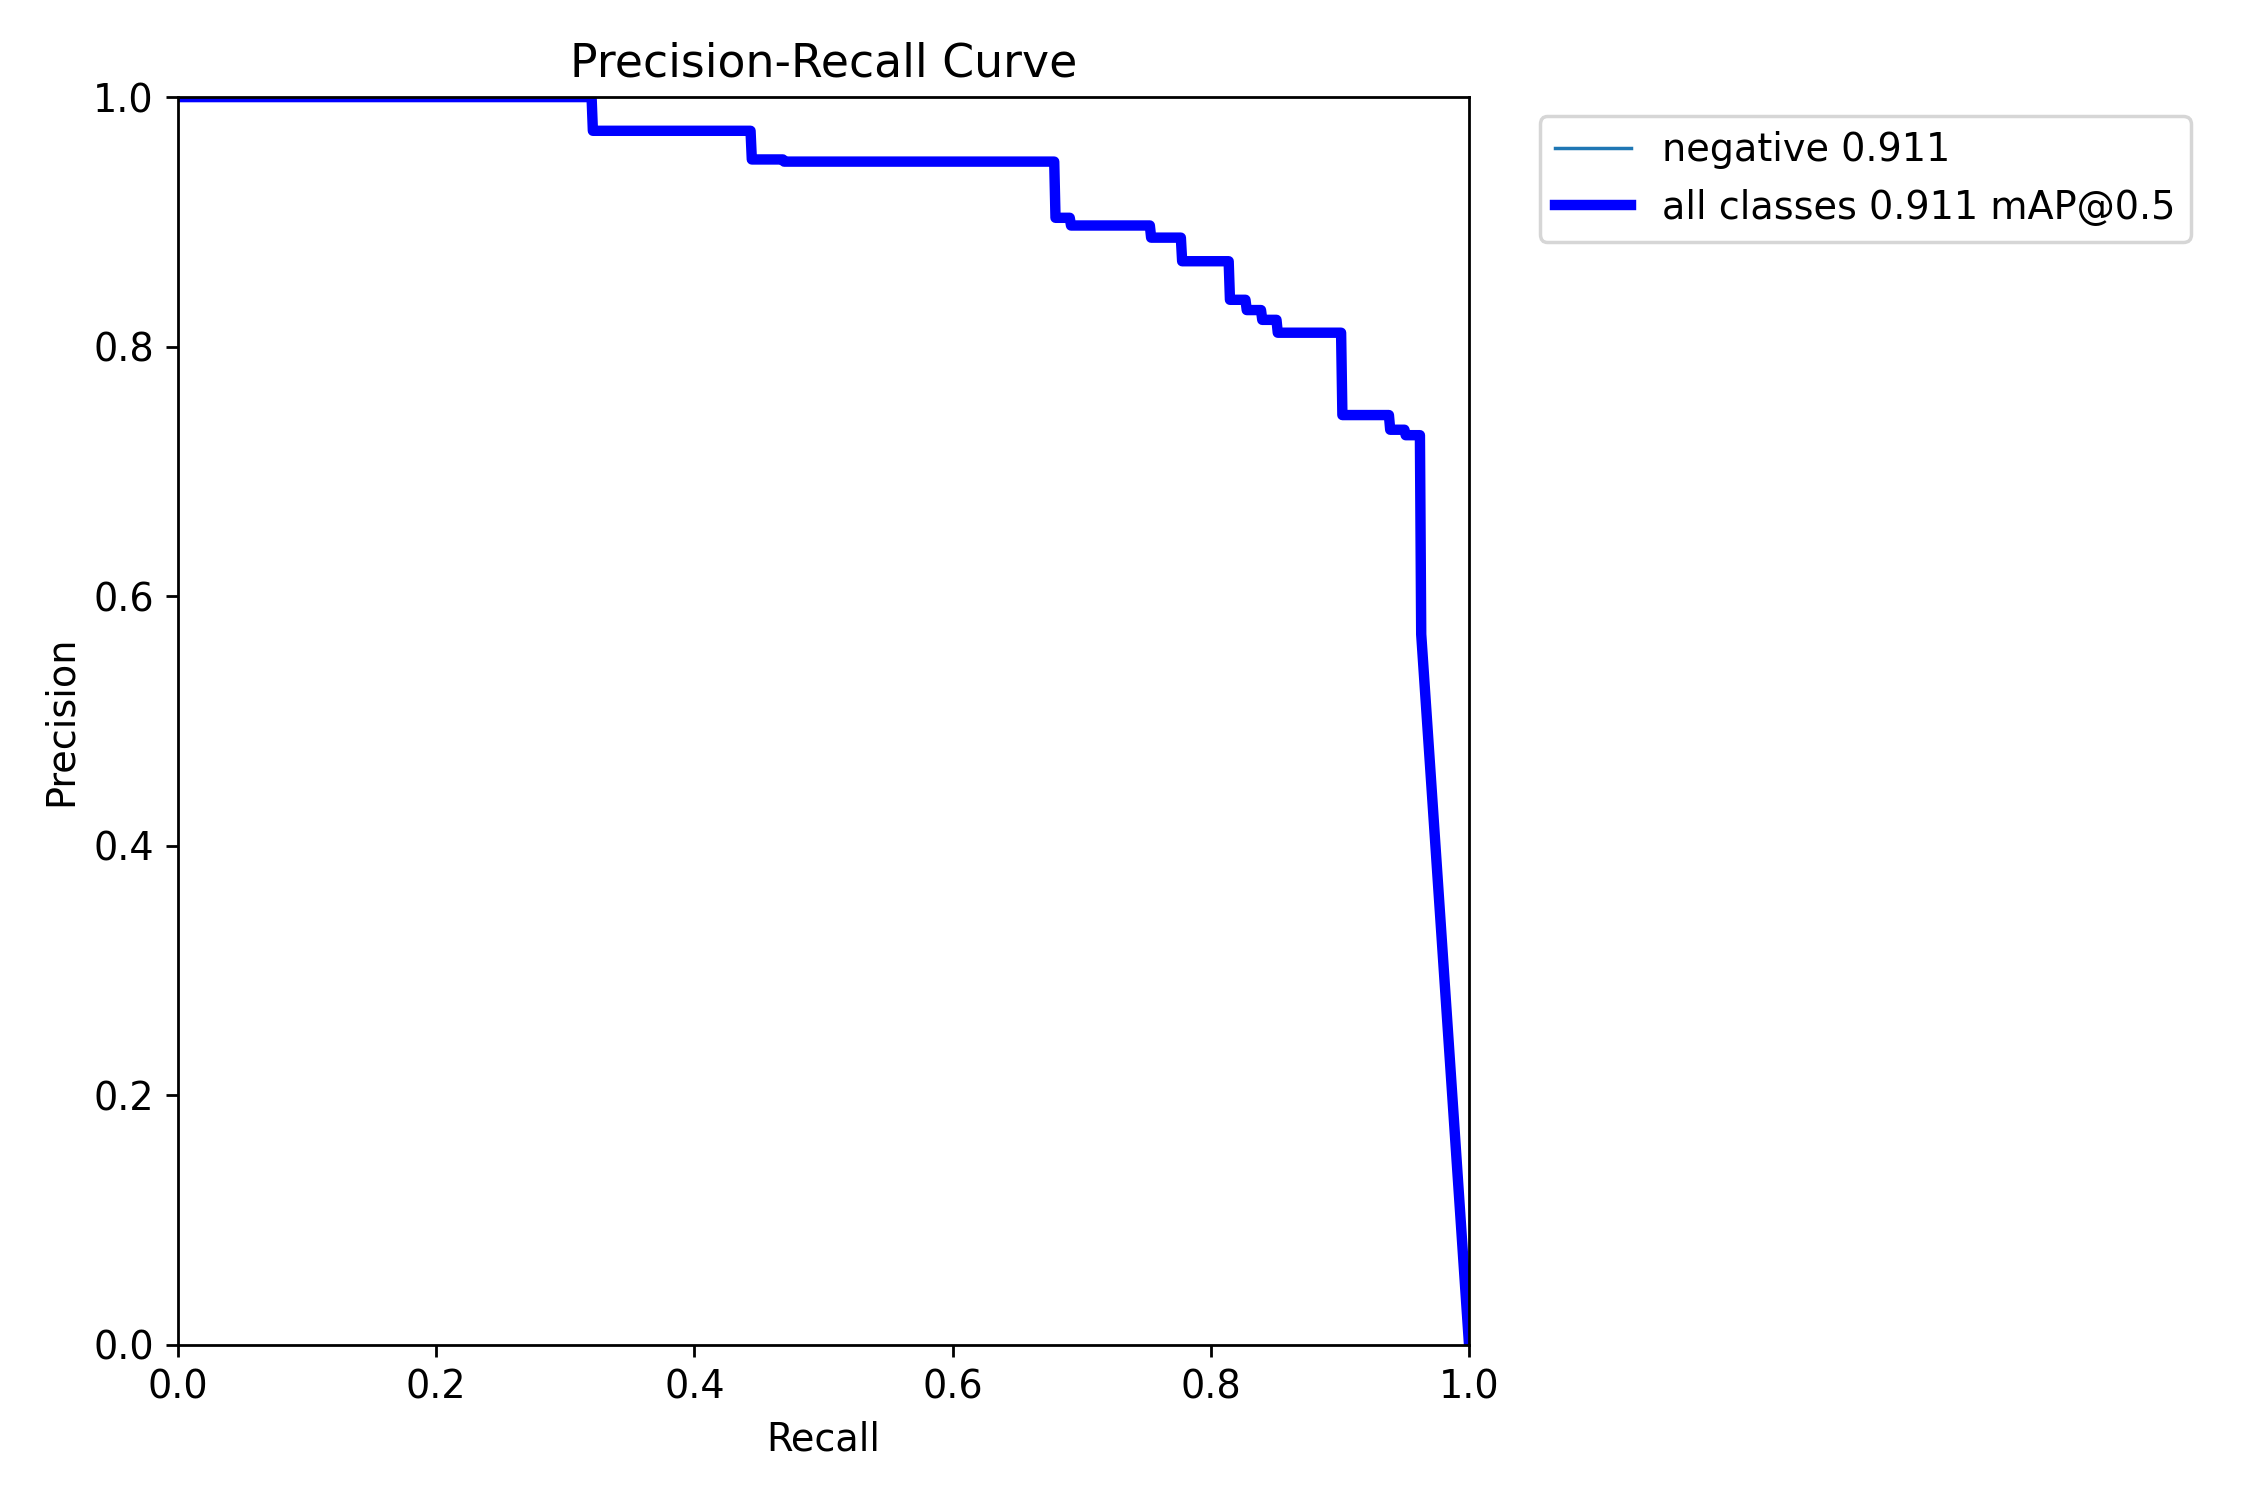 Precision-Recall Curve
1.0
0.8
0.6
0.4
0.2
0.0
Precision
0.0 0.2 0.4 0.6 0.8 1.0
Recall
negative 0.911
all classes 0.911 mAP@0.5